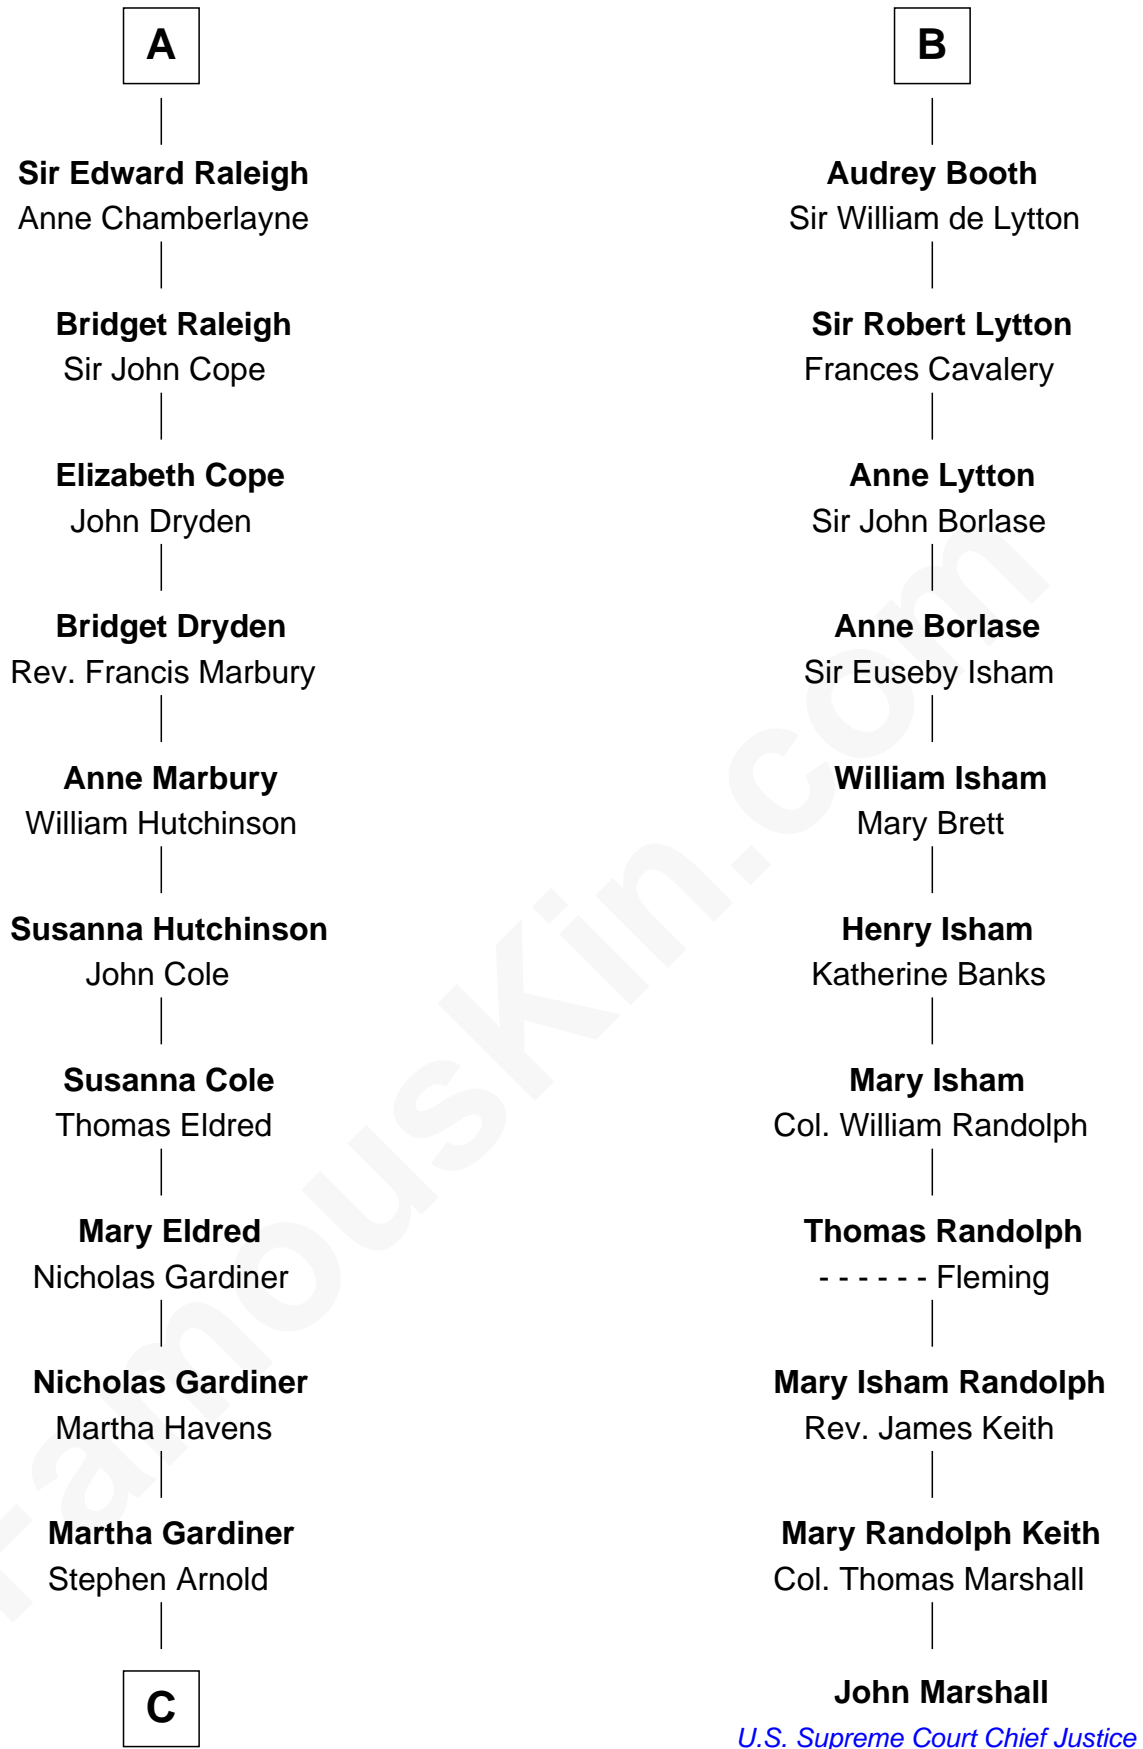 A
Sir Edward Raleigh
Anne Chamberlayne
Bridget Raleigh
Sir John Cope
Elizabeth Cope
John Dryden
Bridget Dryden
Rev. Francis Marbury
Anne Marbury
William Hutchinson
Susanna Hutchinson
John Cole
Susanna Cole
Thomas Eldred
Mary Eldred
Nicholas Gardiner
Nicholas Gardiner
Martha Havens
Martha Gardiner
Stephen Arnold
C
B
Audrey Booth
Sir William de Lytton
Sir Robert Lytton
Frances Cavalery
Anne Lytton
Sir John Borlase
Anne Borlase
Sir Euseby Isham
William Isham
Mary Brett
Henry Isham
Katherine Banks
Mary Isham
Col. William Randolph
Thomas Randolph
- - - - - - Fleming
Mary Isham Randolph
Rev. James Keith
Mary Randolph Keith
Col. Thomas Marshall
John Marshall
U.S. Supreme Court Chief Justice
FamousKin.com